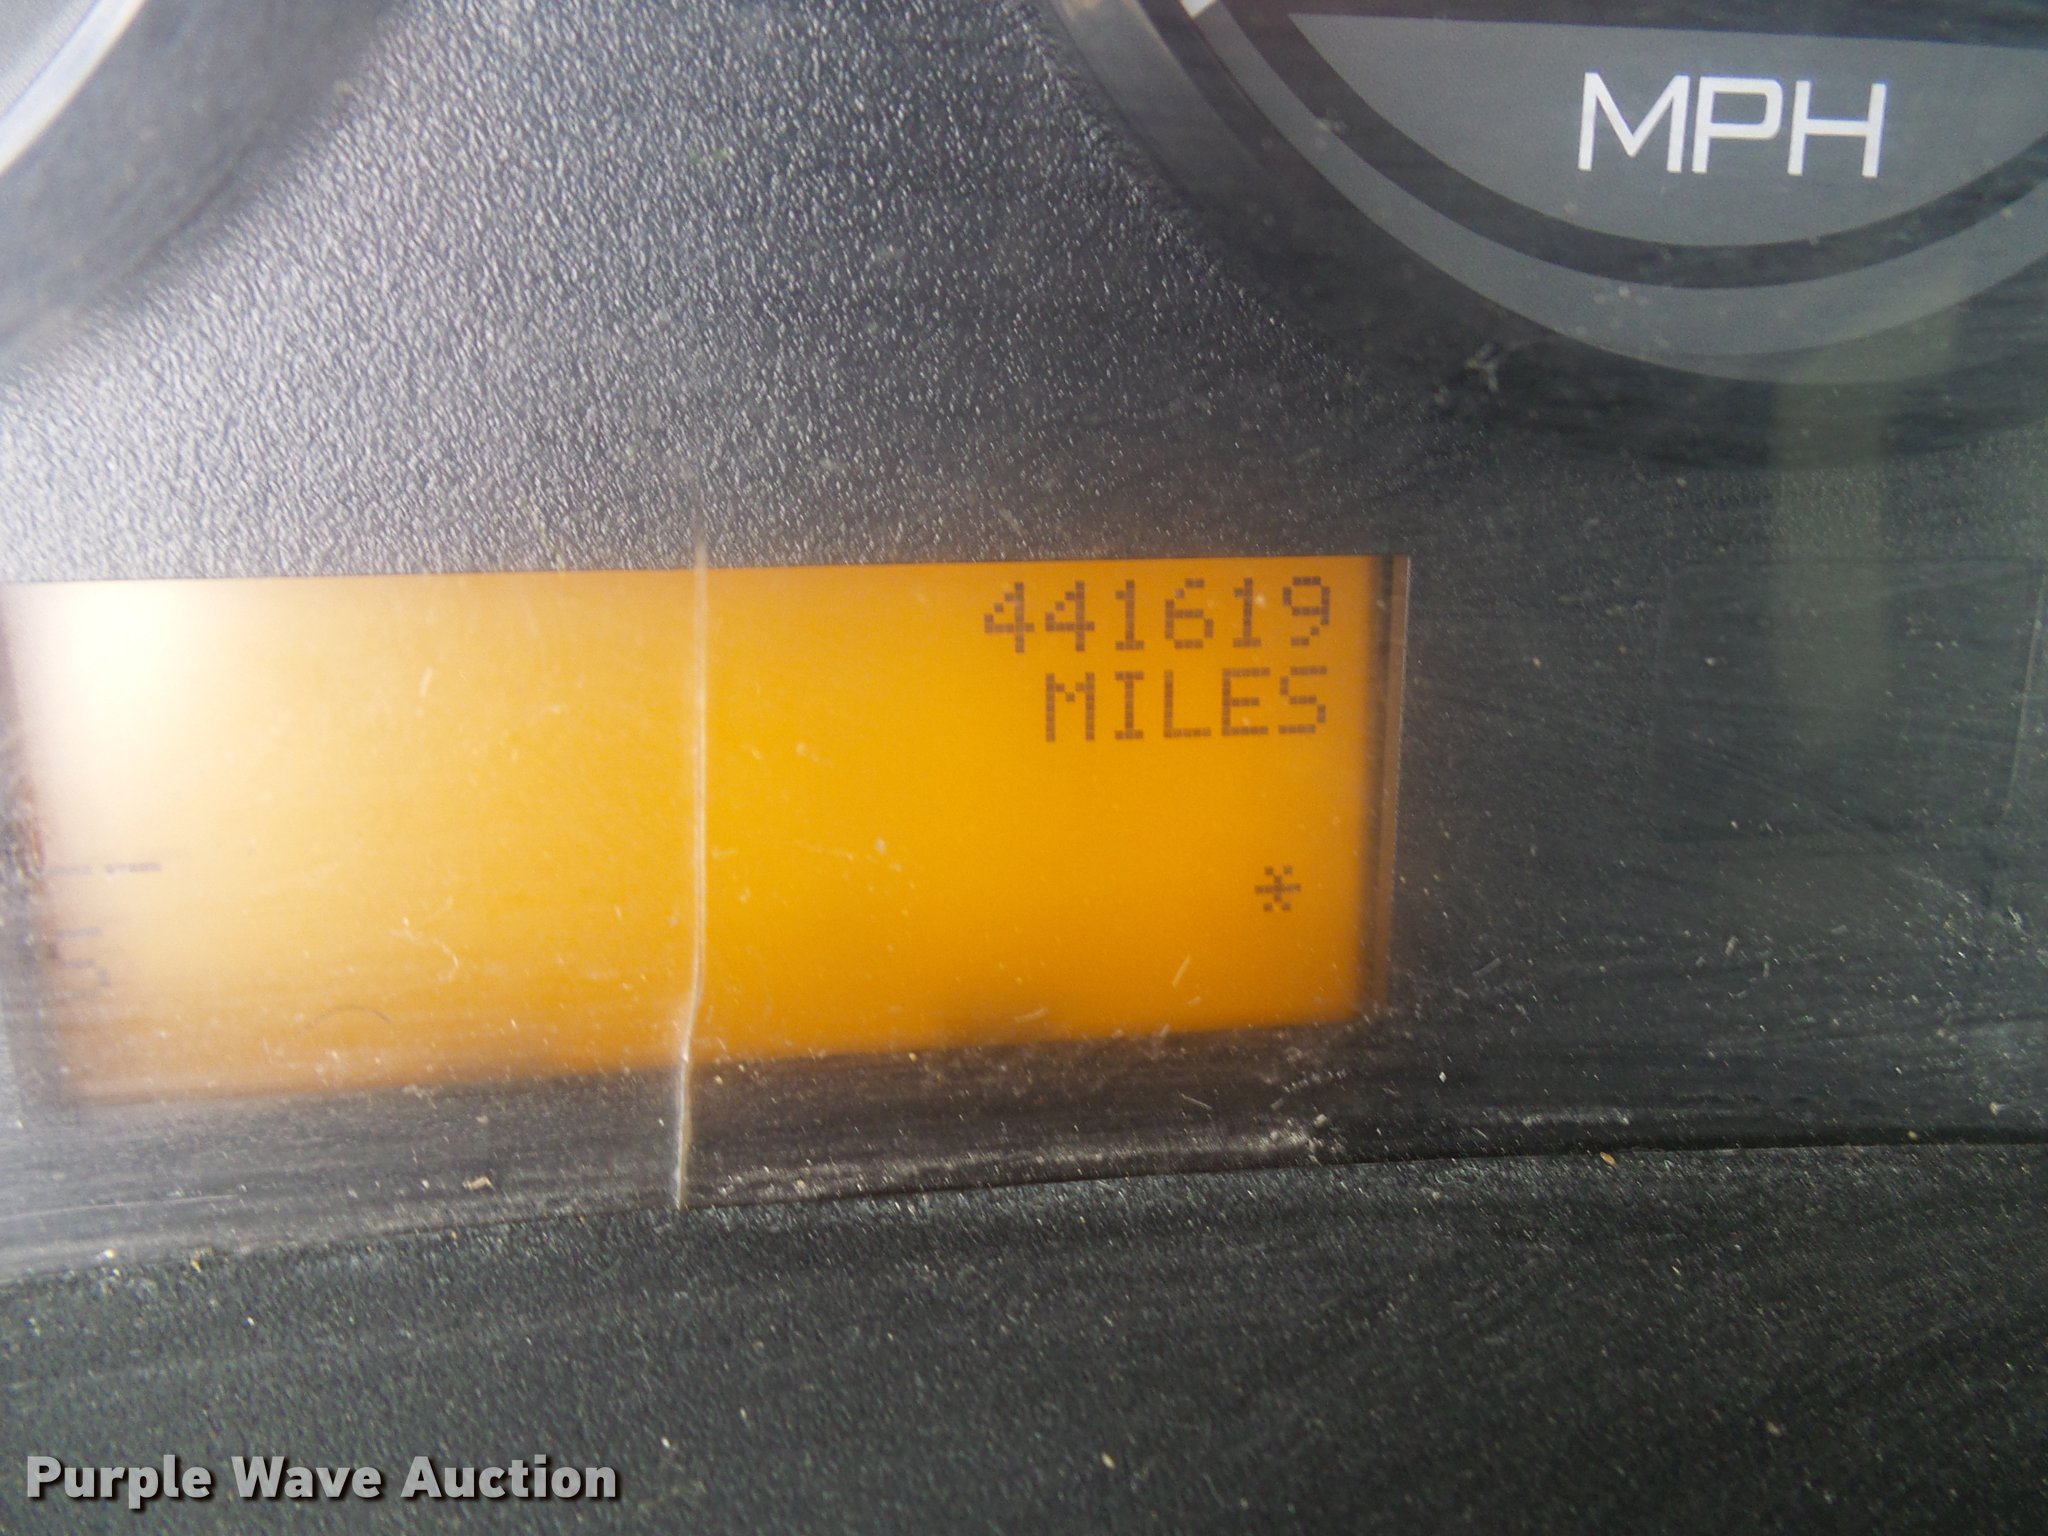 MPH
441619
MILES
*
Purple Wave Auction